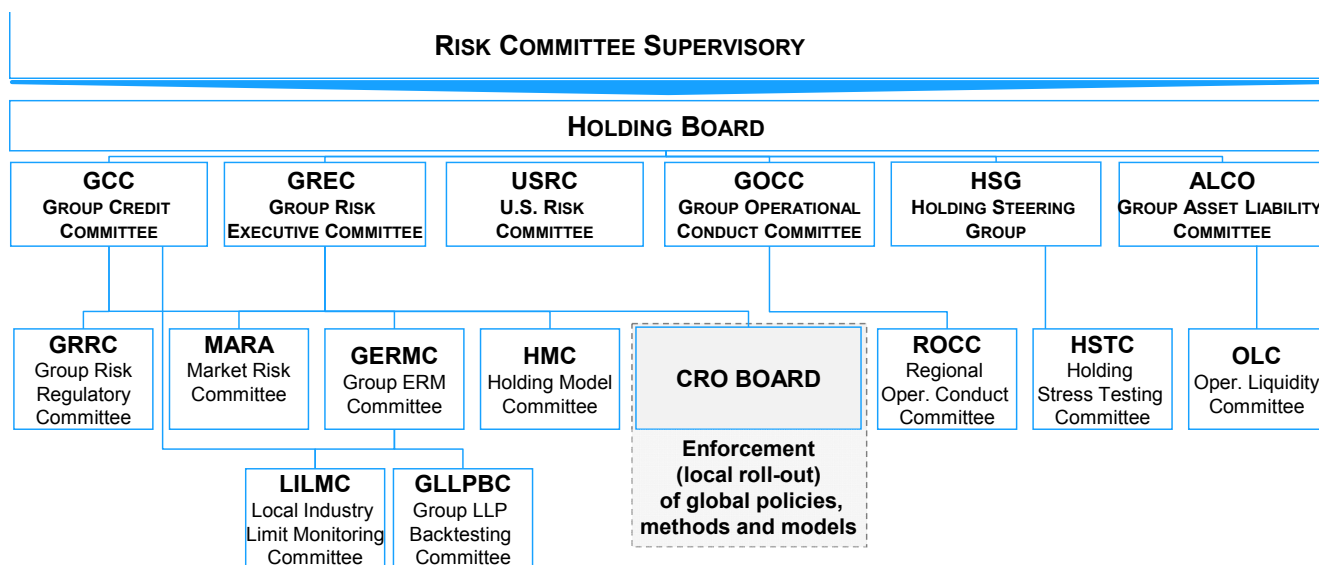 RISK COMMITTEE SUPERVISORY
HOLDING BOARD
GCC
GROUP CREDIT
COMMITTEE
GREC
GROUP RISK
EXECUTIVE COMMITTEE
USRC
U.S. RISK
COMMITTEE
GOCC
GROUP OPERATIONAL
CONDUCT COMMITTEE
HSG
HOLDING STEERING
GROUP
ALCO
GROUP ASSET LIABILITY
COMMITTEE
GRRC
Group Risk
Regulatory
Committee
MARA
Market Risk
Committee
GERMC
Group ERM
Committee
HMC
Holding Model
Committee
CRO BOARD
Enforcement
(local roll-out)
of global policies,
methods and models
ROCC
Regional
Oper. Conduct
Committee
HSTC
Holding
Stress Testing
Committee
OLC
Oper. Liquidity
Committee
LILMC
Local Industry
Limit Monitoring
Committee
GLLPBC
Group LLP
Backtesting
Committee